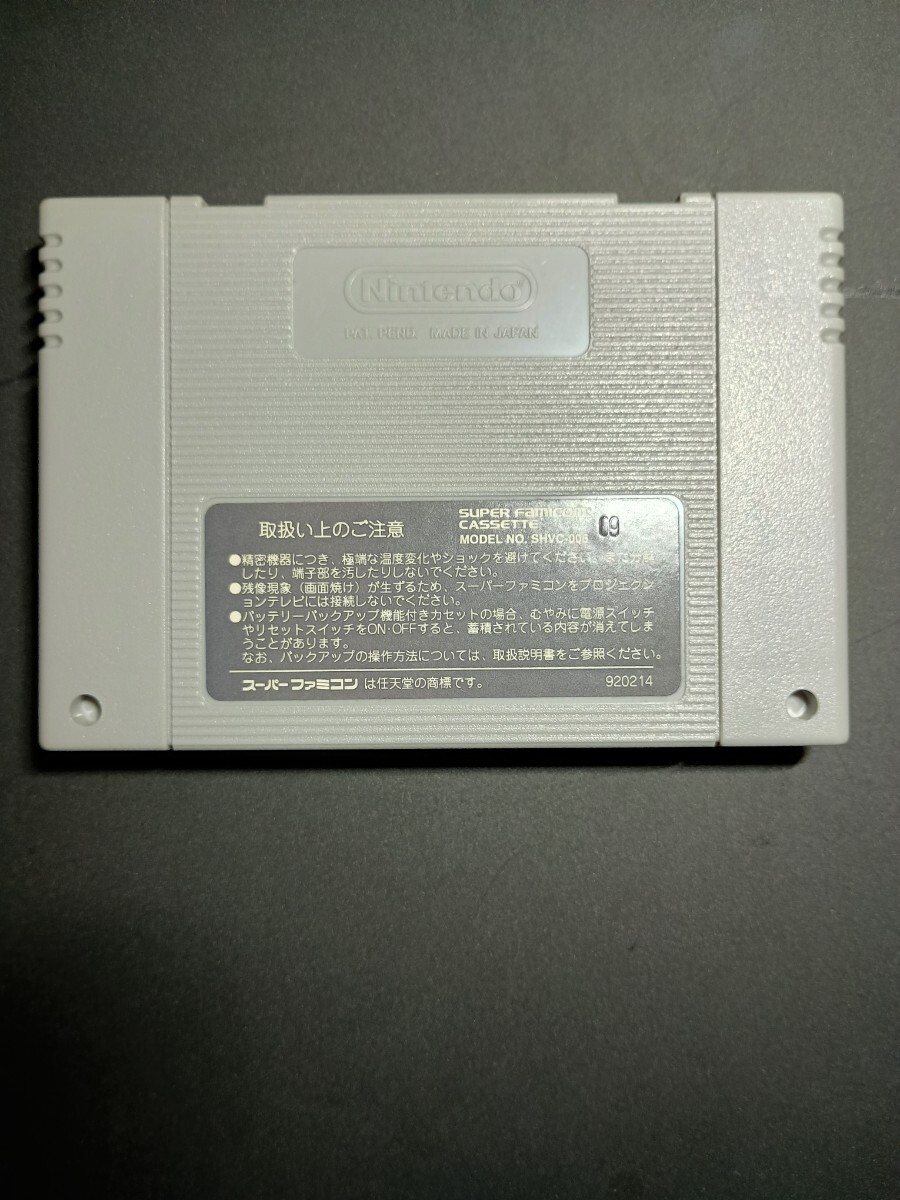 Nintendo
PAT. PEND. MADE IN JAPAN
取扱い上のご注意
SUPER FAMICOM
CASSETTE
MODEL NO. SHVC-006
09
●精密機器につき、極端な温度変化やショックを避けてください。
したり、端子部を汚したりしないでください。
●残像現象（画面焼け）が生ずるため、スーパーファミコンをプロジェクシ
ョンテレビには接続しないでください。
●バッテリーバックアップ機能付きカセットの場合、むやみに電源スイッチ
やリセットスイッチをON・OFFすると、蓄積されている内容が消えてしま
うことがあります。
なお、バックアップの操作方法については、取扱説明書をご参照ください。
スーパーファミコン は任天堂の商標です。
920214